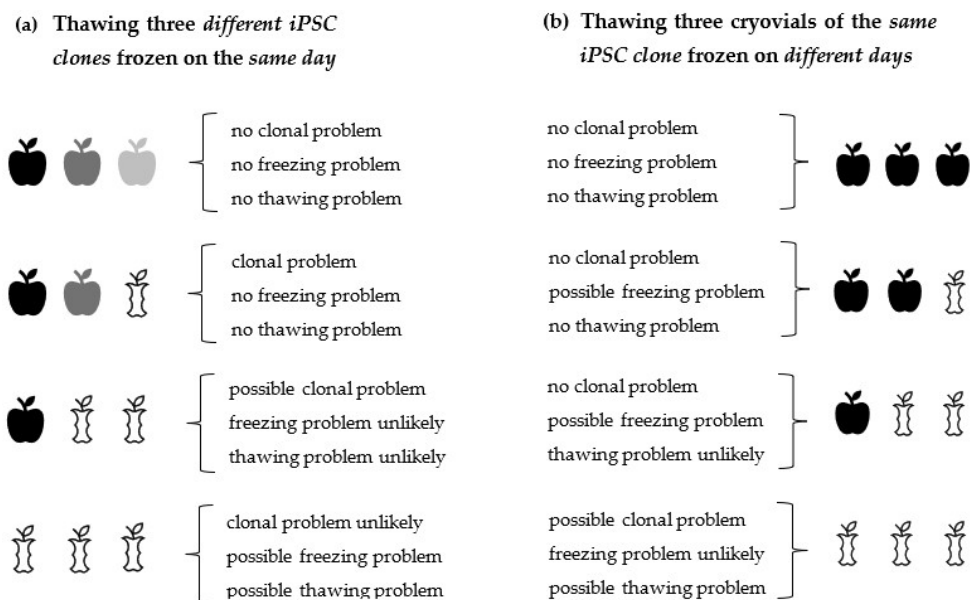 (a) Thawing three different iPSC
clones frozen on the same day
no clonal problem
no freezing problem
no thawing problem
clonal problem
no freezing problem
no thawing problem
possible clonal problem
freezing problem unlikely
thawing problem unlikely
clonal problem unlikely
possible freezing problem
possible thawing problem
(b) Thawing three cryovials of the same
iPSC clone frozen on different days
no clonal problem
no freezing problem
no thawing problem
no clonal problem
possible freezing problem
no thawing problem
no clonal problem
possible freezing problem
thawing problem unlikely
possible clonal problem
freezing problem unlikely
possible thawing problem